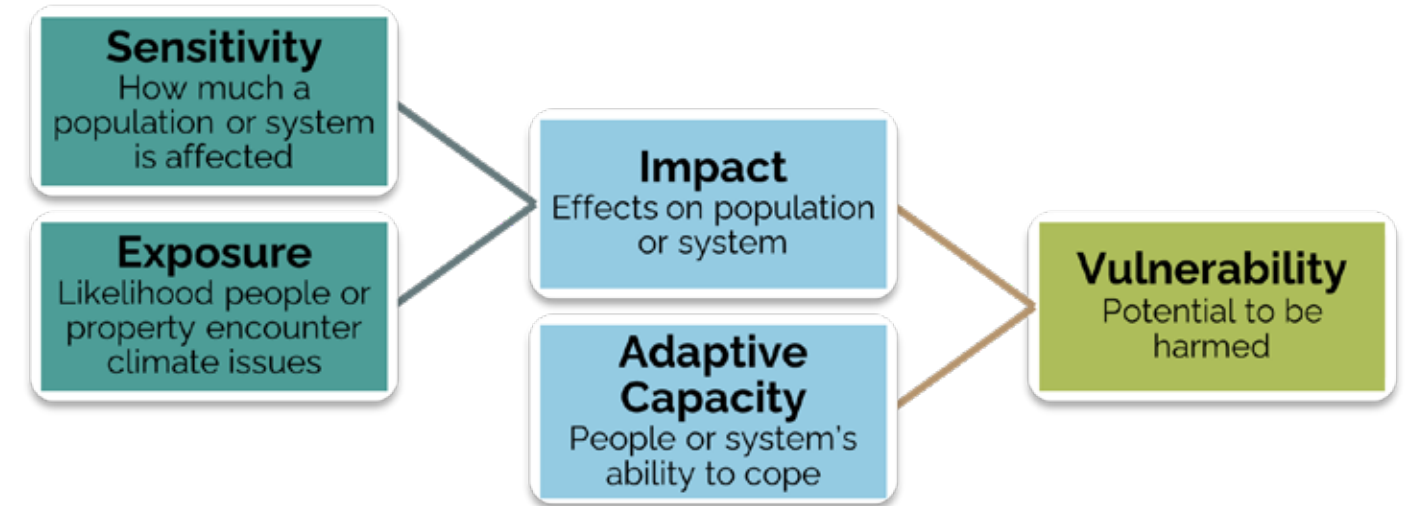 Sensitivity
How much a
population or system
is affected
Exposure
Likelihood people or
property encounter
climate issues
Impact
Effects on population
or system
Adaptive
Capacity
People or system's
ability to cope
Vulnerability
Potential to be
harmed